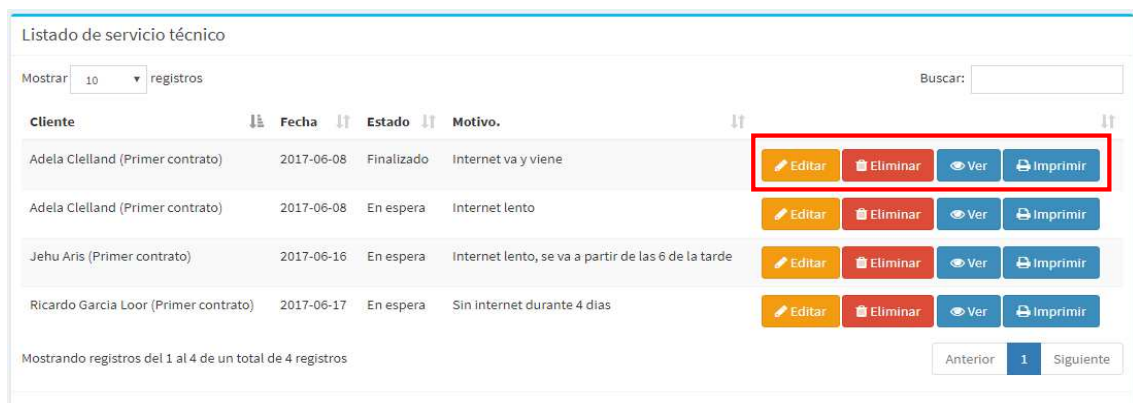 Listado de servicio técnico
Mostrar 10 registros Buscar:
Cliente Fecha Estado Motivo.
Adela Clelland (Primer contrato) 2017-06-08 Finalizado Internet va y viene Editar Eliminar Ver Imprimir
Adela Clelland (Primer contrato) 2017-06-08 En espera Internet lento Editar Eliminar Ver Imprimir
Jehu Aris (Primer contrato) 2017-06-16 En espera Internet lento, se va a partir de las 6 de la tarde Editar Eliminar Ver Imprimir
Ricardo Garcia Loor (Primer contrato) 2017-06-17 En espera Sin internet durante 4 dias Editar Eliminar Ver Imprimir
Mostrando registros del 1 al 4 de un total de 4 registros Anterior 1 Siguiente